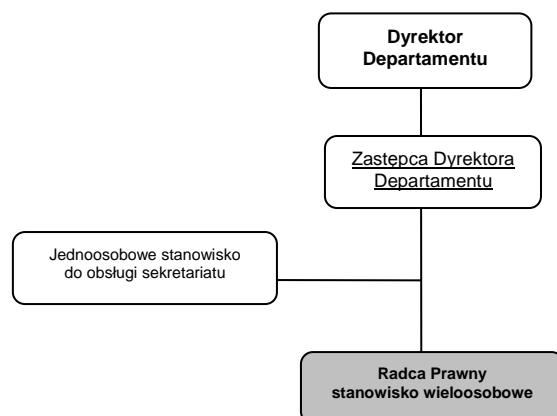 Dyrektor
Departamentu
Zastępca Dyrektora
Departamentu
Jednoosobowe stanowisko
do obsługi sekretariatu
Radca Prawny
stanowisko wieloosobowe